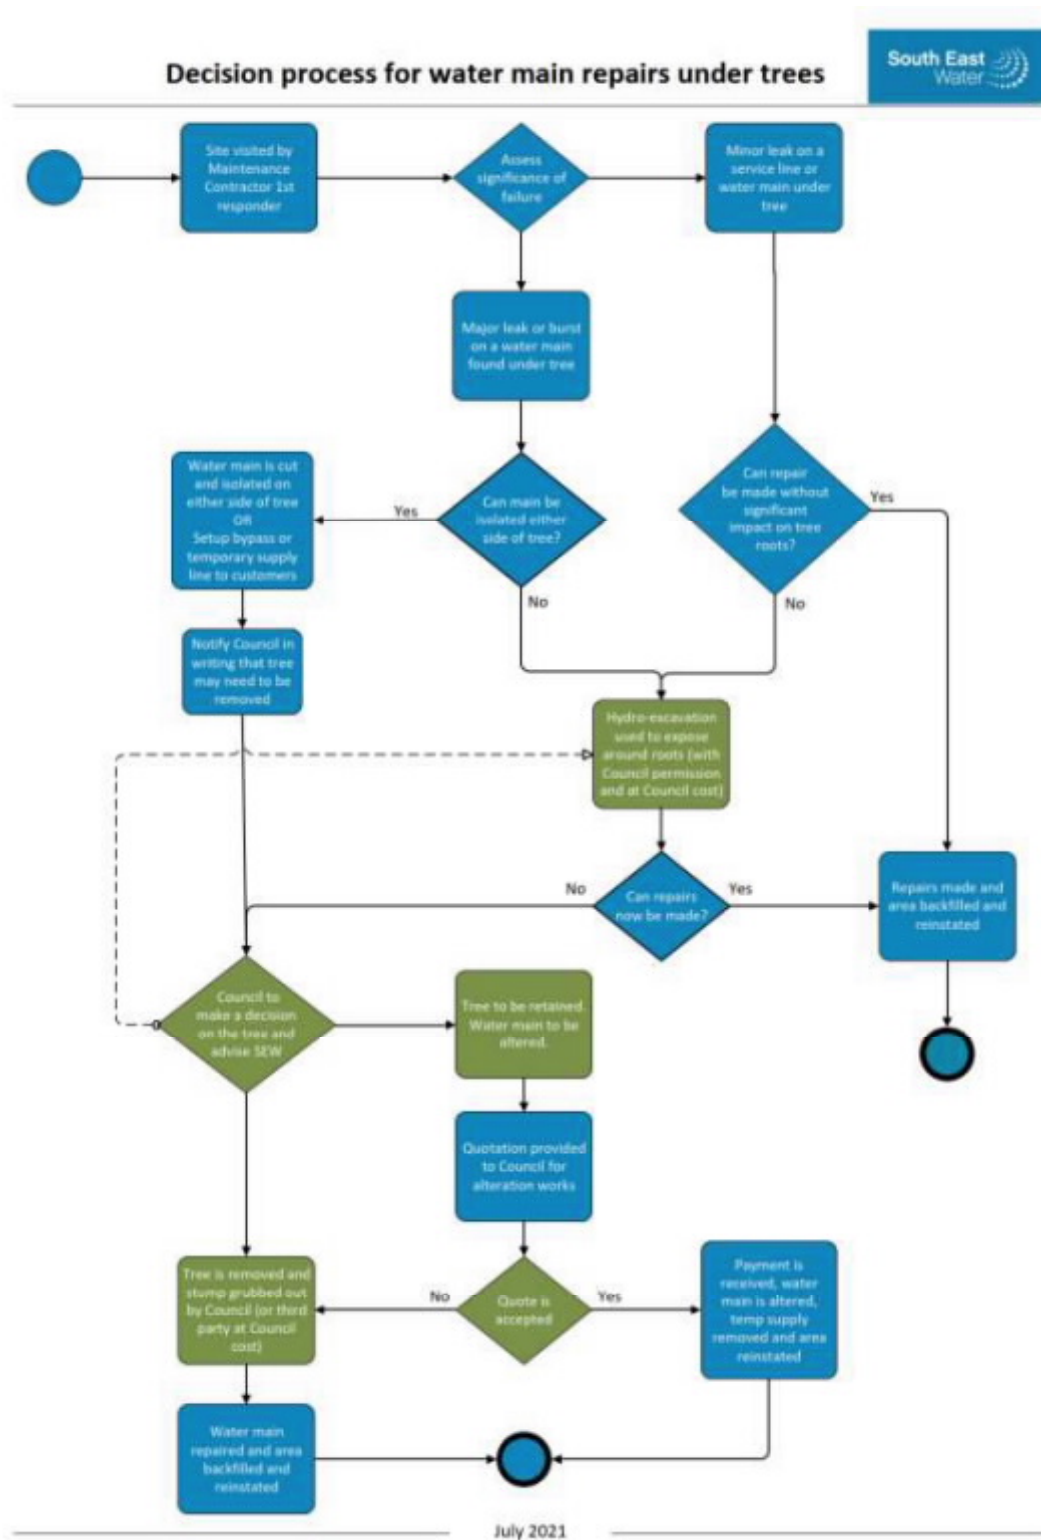 Decision process for water main repairs under trees
South East
Water
Site visited by
Maintenance
Contractor 1st
responder
Assess
significance of
failure
Minor leak on a
service line or
water main under
tree
Major leak or burst
on a water main
found under tree
Water main is cut
and isolated on
either side of tree
OR
Setup bypass or
temporary supply
line to customers
Yes
Can main be
isolated either
side of tree?
Can repair
be made without
significant
impact on tree
roots?
Yes
No
No
Notify Council in
writing that tree
may need to be
removed
Hydro-excavation
used to expose
around roots (with
Council permission
and at Council cost)
No
Can repairs
now be made?
Yes
Repairs made and
area backfilled and
reinstated
Council to
make a decision
on the tree and
advise SEW
Tree to be retained.
Water main to be
altered.
Quotation provided
to Council for
alteration works
Tree is removed and
stump grubbed out
by Council (or third
party at Council
cost)
No
Quote is
accepted
Yes
Payment is
received, water
main is altered,
temp supply
removed and area
reinstated
Water main
repaired and area
backfilled and
reinstated
July 2021